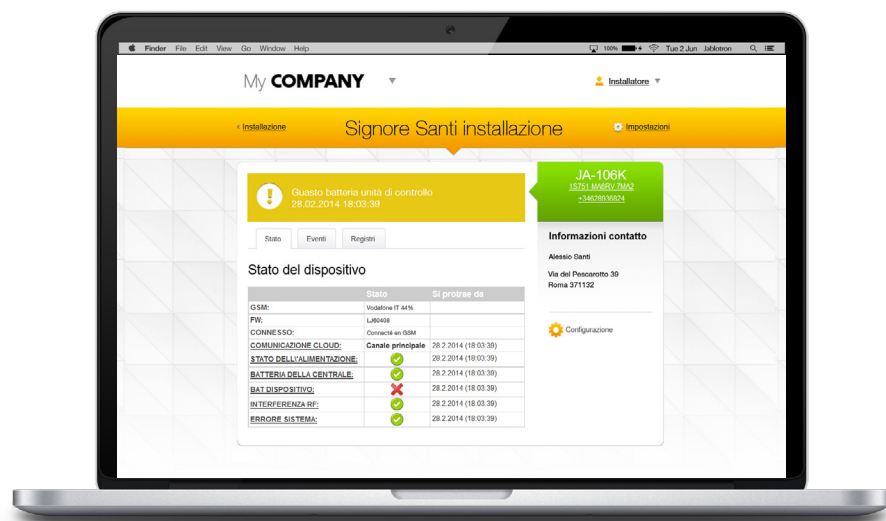 Finder File Edit View Go Window Help 100% Tue 2 Jun Jablotron
My COMPANY
Installatore
‹ Installazione
Signore Santi installazione
Impostazioni
Guasto batteria unità di controllo
28.02.2014 18:03:39
JA-106K
1S751 MA6RV 7MA2
+34628936824
Stato Eventi Registri
Informazioni contatto
Alessio Santi
Via del Pescarotto 39
Roma 371132
Configurazione
Stato del dispositivo
Stato Si protrae da
GSM: Vodafone IT 44%
FW: LJ60408
CONNESSO: Connecté en GSM
COMUNICAZIONE CLOUD: Canale principale 28.2.2014 (18:03:39)
STATO DELL\'ALIMENTAZIONE: 28.2.2014 (18:03:39)
BATTERIA DELLA CENTRALE: 28.2.2014 (18:03:39)
BAT DISPOSITIVO: 28.2.2014 (18:03:39)
INTERFERENZA RF: 28.2.2014 (18:03:39)
ERRORE SISTEMA: 28.2.2014 (18:03:39)